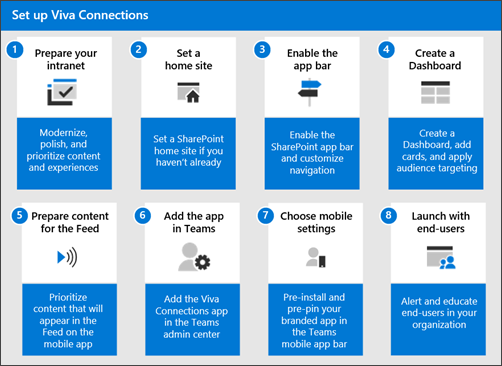 Set up Viva Connections
1
Prepare your
intranet
Modernize,
polish, and
prioritize content
and experiences
2
Set a
home site
Set a SharePoint
home site if you
haven't already
3
Enable the
app bar
Enable the
SharePoint app bar
and customize
navigation
4
Create a
Dashboard
Create a
Dashboard, add
cards, and apply
audience targeting
5
Prepare content
for the Feed
Prioritize
content that will
appear in the
Feed on the
mobile app
6
Add the app
in Teams
Add the Viva
Connections app
in the Teams
admin center
7
Choose mobile
settings
Pre-install and
pre-pin your
branded app in
the Teams
mobile app bar
8
Launch with
end-users
Alert and educate
end-users in your
organization